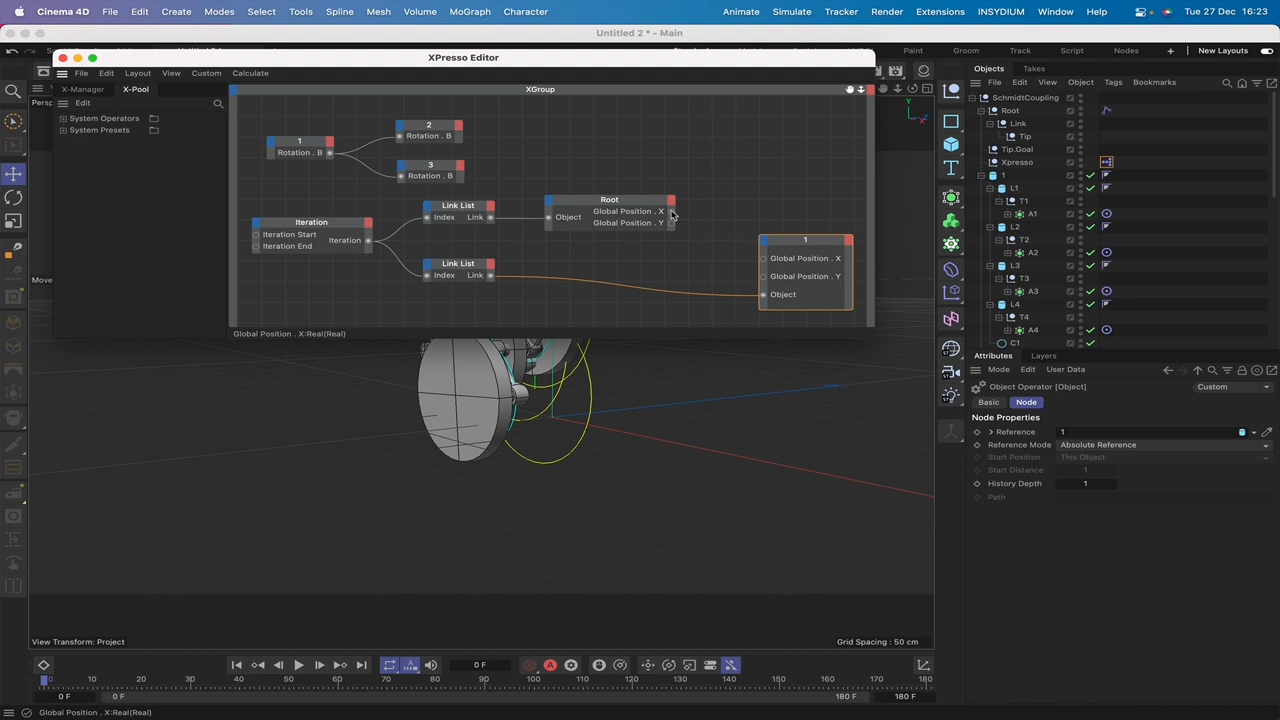 Cinema 4D File Edit Create Modes Select Tools Spline Mesh Volume MoGraph Character Animate Simulate Tracker Render Extensions INSYDIUM Window Help Tue 27 Dec 16:23
Untitled 2 * - Main
Paint Groom Track Script Nodes + New Layouts
XPresso Editor
File Edit Layout View Custom Calculate
X-Manager X-Pool
Edit
System Operators
System Presets
XGroup
1
Rotation . B
2
Rotation . B
3
Rotation . B
Iteration
Iteration Start
Iteration End
Iteration
Link List
Index Link
Link List
Index Link
Root
Object
Global Position . X
Global Position . Y
1
Global Position . X
Global Position . Y
Object
Global Position . X:Real(Real)
Persp
Move
Y
View Transform: Project
Grid Spacing : 50 cm
Objects Takes
File Edit View Object Tags Bookmarks
SchmidtCoupling
Root
Link
Tip
Tip.Goal
Xpresso
1
L1
T1
A1
L2
T2
A2
L3
T3
A3
L4
T4
A4
C1
Attributes Layers
Mode Edit User Data
Object Operator [Object]
Custom
Basic Node
Node Properties
Reference 1
Reference Mode Absolute Reference
Start Position This Object
Start Distance 1
History Depth 1
Path
ST
ST
ST
0 F
0 10 20 30 40 50 60 70 80 90 100 110 120 130 140 150 160 170 180
0 F 0 F 180 F 180 F
Global Position . X:Real(Real)